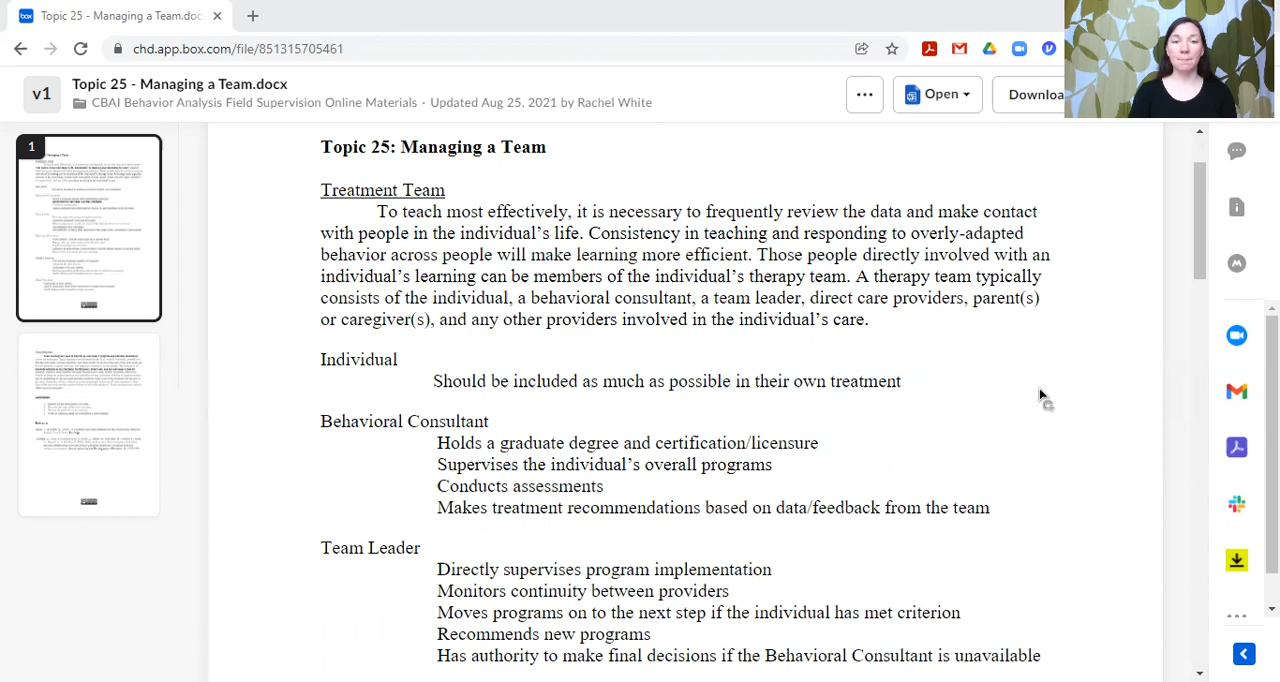 Topic 25 - Managing a Team.doc
chd.app.box.com/file/851315705461
v1
Topic 25 - Managing a Team.docx
CBAI Behavior Analysis Field Supervision Online Materials · Updated Aug 25, 2021 by Rachel White
Open
Downloa
1
Topic 25: Managing a Team
Treatment Team
To teach most effectively, it is necessary to frequently review the data and make contact
with people in the individual's life. Consistency in teaching and responding to overly-adapted
behavior across people will make learning more efficient. Those people directly involved with an
individual's learning should be members of the individual's therapy team. A therapy team typically
consists of the individual, a behavioral consultant, a team leader, direct care providers, parent(s)
or caregiver(s), and any other providers involved in the individual's care.
Individual
Should be included as much as possible in their own treatment
Behavioral Consultant
Holds a graduate degree and certification/licensure
Supervises the individual's overall programs
Conducts assessments
Makes treatment recommendations based on data/feedback from the team
Team Leader
Directly supervises program implementation
Monitors continuity between providers
Moves programs on to the next step if the individual has met criterion
Recommends new programs
Has authority to make final decisions if the Behavioral Consultant is unavailable